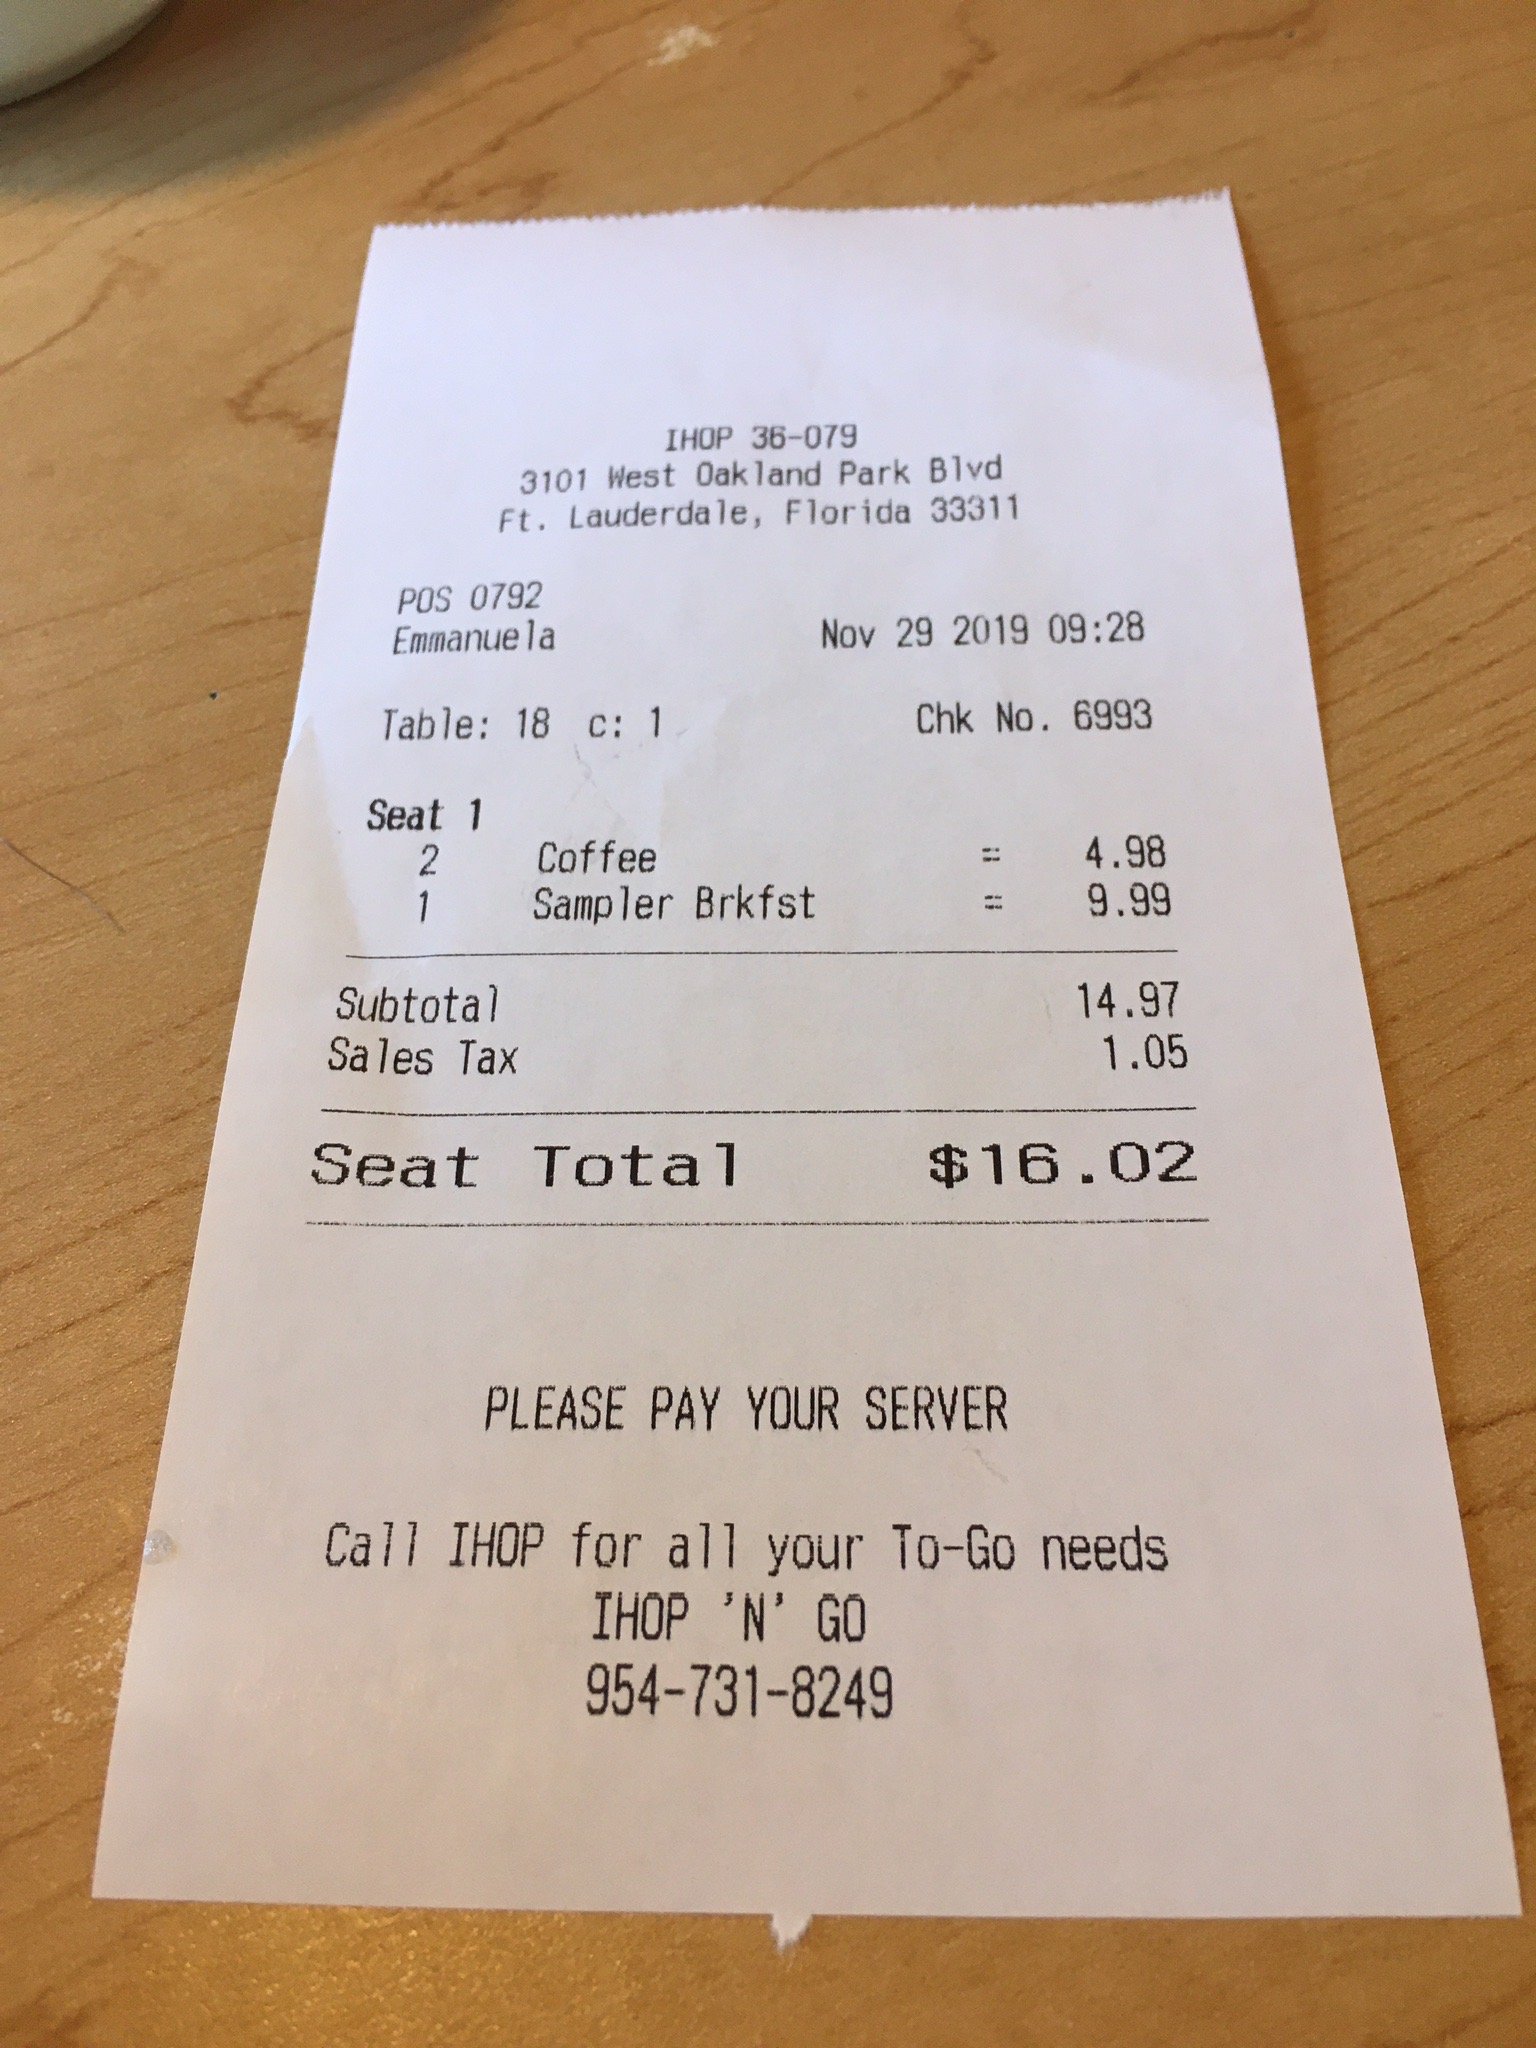 IHOP 36-079
3101 West Oakland Park Blvd
Ft. Lauderdale, Florida 33311
POS 0792
Emmanuela Nov 29 2019 09:28
Table: 18 c: 1 Chk No. 6993
Seat 1
2 Coffee = 4.98
1 Sampler Brkfst = 9.99
Subtotal 14.97
Sales Tax 1.05
Seat Total $16.02
PLEASE PAY YOUR SERVER
Call IHOP for all your To-Go needs
IHOP 'N' GO
954-731-8249